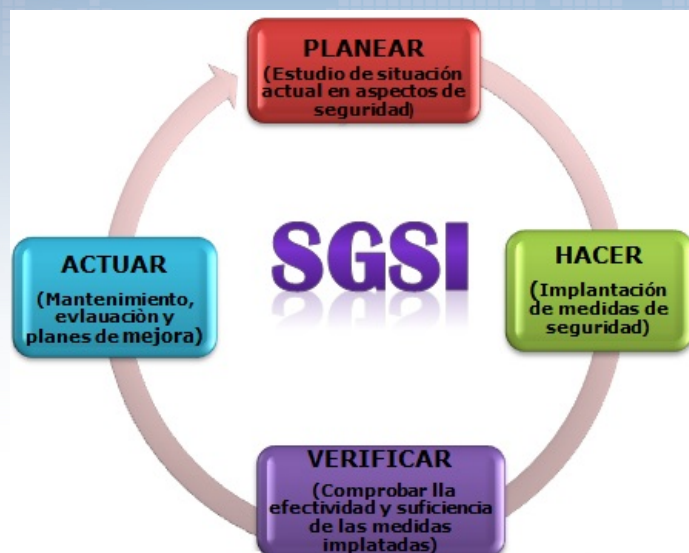 PLANEAR
(Estudio de situación
actual en aspectos de
seguridad)
SGSI
HACER
(Implantación
de medidas de
seguridad)
VERIFICAR
(Comprobar lla
efectividad y suficiencia
de las medidas
implatadas)
ACTUAR
(Mantenimiento,
evlauaciòn y
planes de mejora)